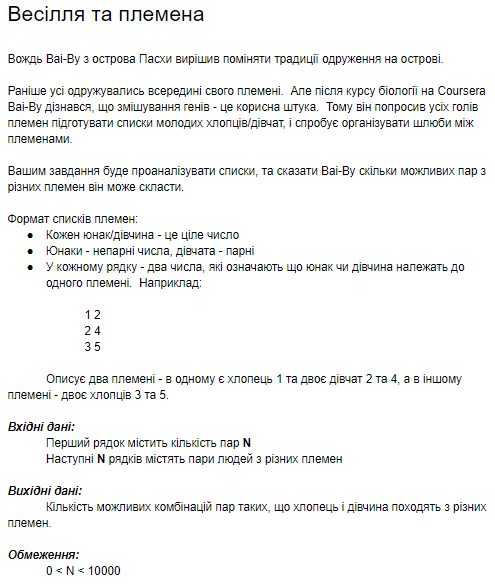 Весілля та племена
Вождь Bai-By з острова Пасхи вирішив поміняти традиції одруження на острові.
Раніше усі одружувались всередині свого племені. Але після курсу біології на Coursera
Bai-By дізнався, що змішування генів - це корисна штука. Тому він попросив усіх голів
племен підготувати списки молодих хлопців/дівчат, і спробує організувати шлюби між
племенами.
Вашим завдання буде проаналізувати списки, та сказати Bai-By скільки можливих пар з
різних племен він може скласти.
Формат списків племен:
● Кожен юнак/дівчина - це ціле число
● Юнаки - непарні числа, дівчата - парні
● У кожному рядку - два числа, які означають що юнак чи дівчина належать до
одного племені. Наприклад:
1 2
2 4
3 5
Описує два племені - в одному є хлопець 1 та двоє дівчат 2 та 4, а в іншому
племені - двоє хлопців 3 та 5.
Вхідні дані:
Перший рядок містить кількість пар N
Наступні N рядків містять пари людей з різних племен
Вихідні дані:
Кількість можливих комбінацій пар таких, що хлопець і дівчина походять з різних
племен.
Обмеження:
0 < N < 10000